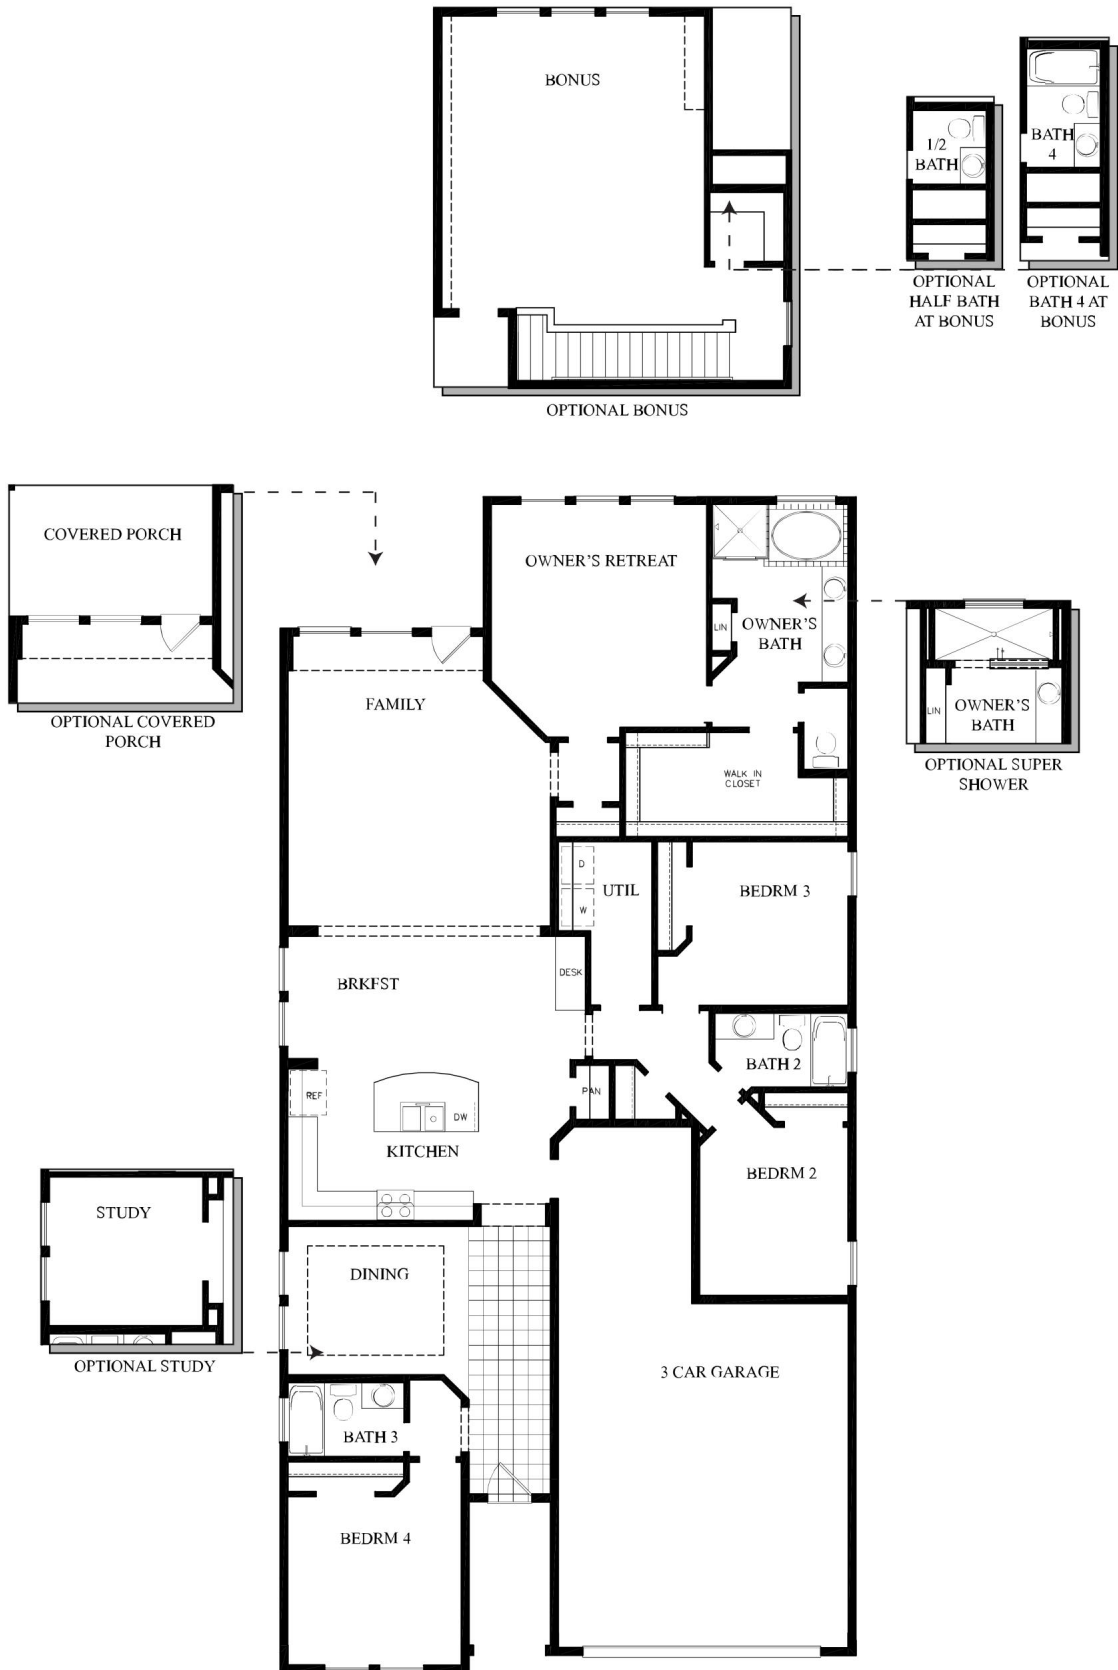 BONUS
1/2
BATH
BATH
4
OPTIONAL
HALF BATH
AT BONUS
OPTIONAL
BATH 4 AT
BONUS
OPTIONAL BONUS
COVERED PORCH
OPTIONAL COVERED
PORCH
OWNER'S RETREAT
LIN
OWNER'S
BATH
FAMILY
LIN
OWNER'S
BATH
OPTIONAL SUPER
SHOWER
WALK IN
CLOSET
D
W
UTIL
BEDRM 3
BRKFST
DESK
BATH 2
REF
PAN
DW
KITCHEN
BEDRM 2
STUDY
OPTIONAL STUDY
DINING
3 CAR GARAGE
BATH 3
BEDRM 4